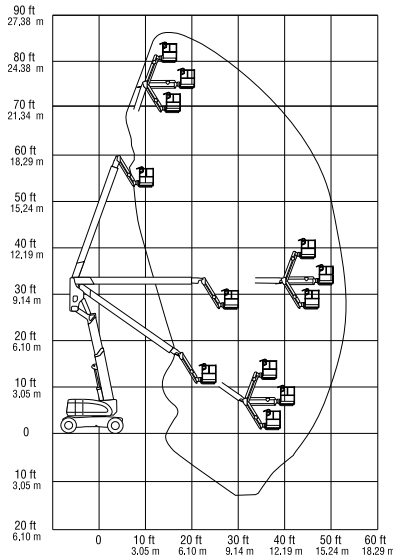 90 ft
27,38 m
80 ft
24.38 m
70 ft
21,34 m
60 ft
18,29 m
50 ft
15,24 m
40 ft
12,19 m
30 ft
9.14 m
20 ft
6,10 m
10 ft
3,05 m
0
10 ft
3,05 m
20 ft
6,10 m
0 10 ft 20 ft 30 ft 40 ft 50 ft 60 ft
3.05 m 6.10 m 9.14 m 12.19 m 15.24 m 18.29 m